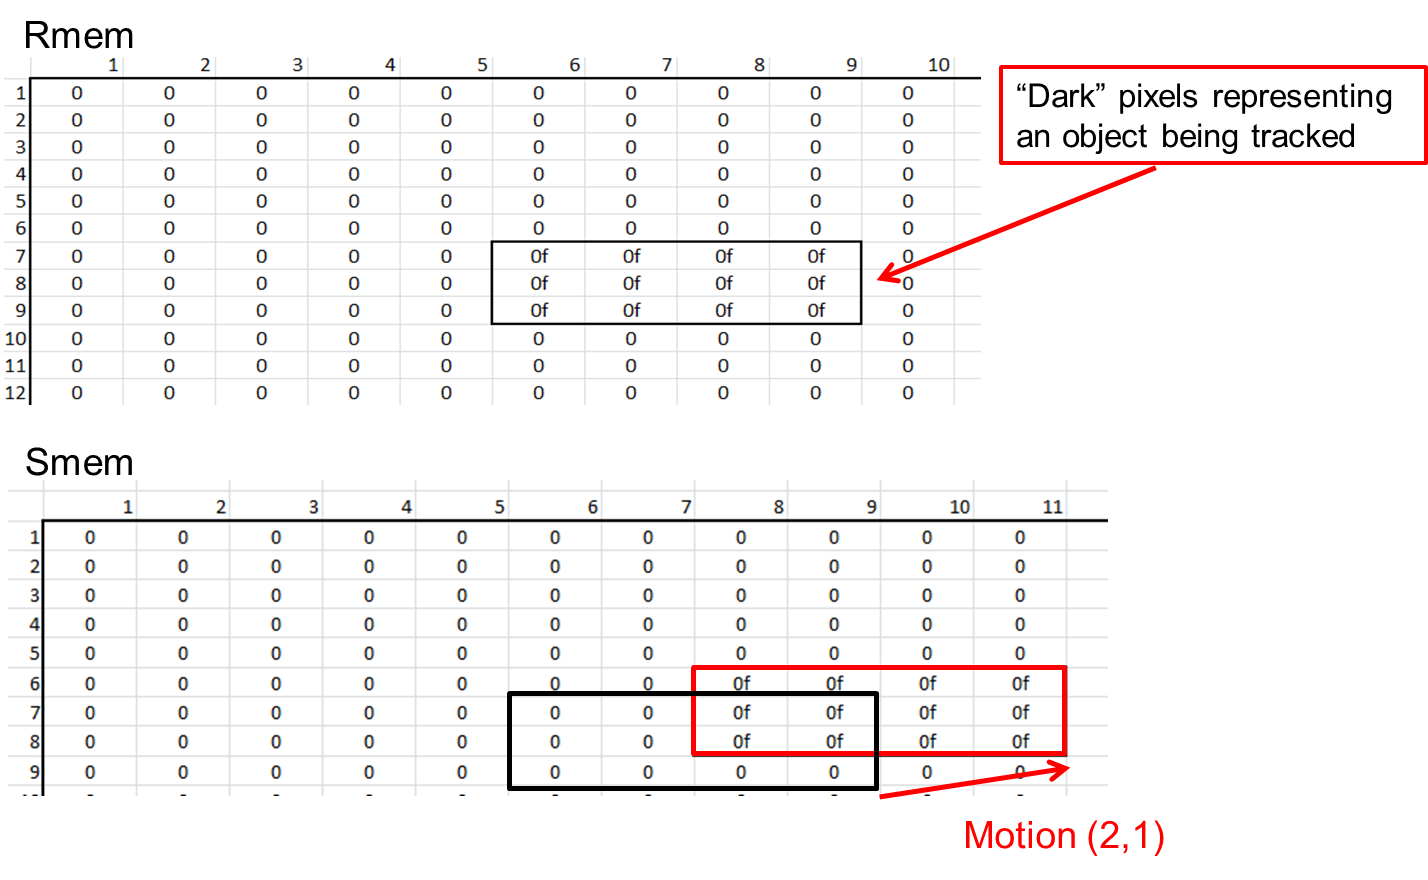 Rmem
1 2 3 4 5 6 7 8 9 10
1 0 0 0 0 0 0 0 0 0 0
2 0 0 0 0 0 0 0 0 0 0
3 0 0 0 0 0 0 0 0 0 0
4 0 0 0 0 0 0 0 0 0 0
5 0 0 0 0 0 0 0 0 0 0
6 0 0 0 0 0 0 0 0 0 0
7 0 0 0 0 0 0f 0f 0f 0f 0
8 0 0 0 0 0 0f 0f 0f 0f 0
9 0 0 0 0 0 0f 0f 0f 0f 0
10 0 0 0 0 0 0 0 0 0 0
11 0 0 0 0 0 0 0 0 0 0
12 0 0 0 0 0 0 0 0 0 0
“Dark” pixels representing
an object being tracked
Smem
1 2 3 4 5 6 7 8 9 10 11
1 0 0 0 0 0 0 0 0 0 0 0
2 0 0 0 0 0 0 0 0 0 0 0
3 0 0 0 0 0 0 0 0 0 0 0
4 0 0 0 0 0 0 0 0 0 0 0
5 0 0 0 0 0 0 0 0 0 0 0
6 0 0 0 0 0 0 0 0f 0f 0f 0f
7 0 0 0 0 0 0 0 0f 0f 0f 0f
8 0 0 0 0 0 0 0 0f 0f 0f 0f
9 0 0 0 0 0 0 0 0 0 0 0
Motion (2,1)